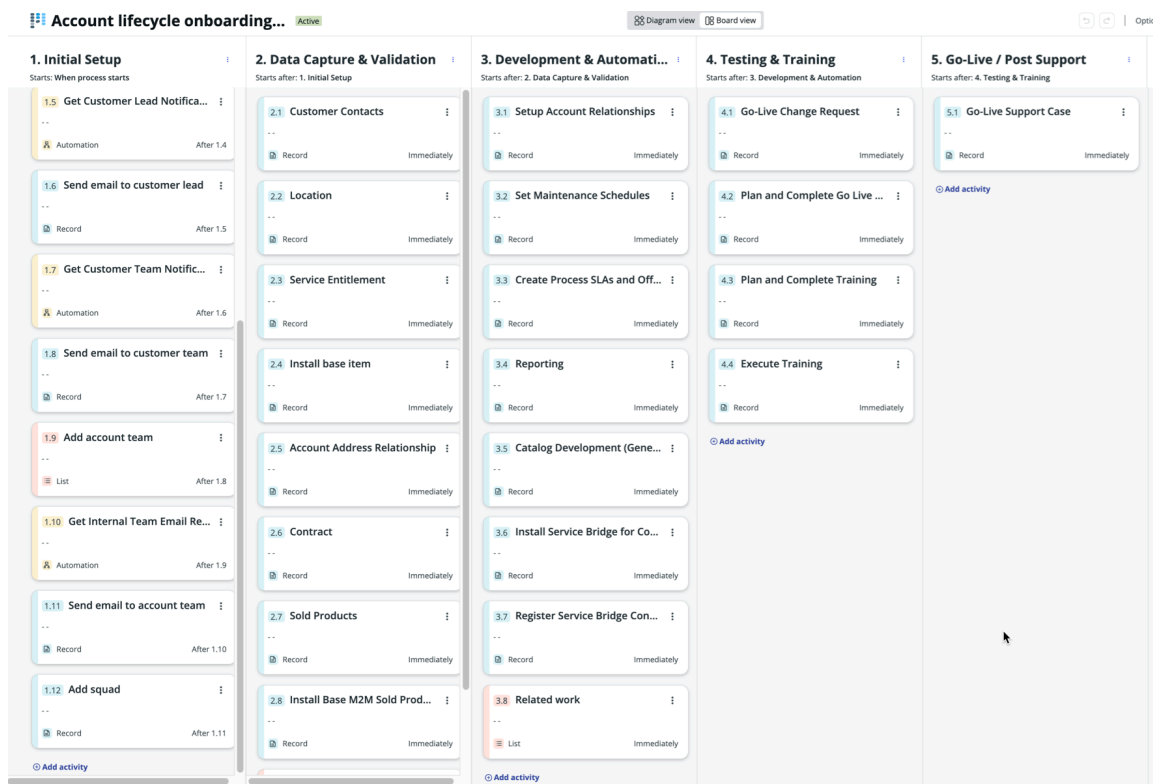 Account lifecycle onboarding...
Active
Diagram view
Board view
Optic
1. Initial Setup
Starts: When process starts
1.5 Get Customer Lead Notifica...
--
Automation After 1.4
1.6 Send email to customer lead
--
Record After 1.5
1.7 Get Customer Team Notific...
--
Automation After 1.6
1.8 Send email to customer team
--
Record After 1.7
1.9 Add account team
--
List After 1.8
1.10 Get Internal Team Email Re...
--
Automation After 1.9
1.11 Send email to account team
--
Record After 1.10
1.12 Add squad
--
Record After 1.11
Add activity
2. Data Capture & Validation
Starts after: 1. Initial Setup
2.1 Customer Contacts
--
Record Immediately
2.2 Location
--
Record Immediately
2.3 Service Entitlement
--
Record Immediately
2.4 Install base item
--
Record Immediately
2.5 Account Address Relationship
--
Record Immediately
2.6 Contract
--
Record Immediately
2.7 Sold Products
--
Record Immediately
2.8 Install Base M2M Sold Prod...
--
Record Immediately
3. Development & Automati...
Starts after: 2. Data Capture & Validation
3.1 Setup Account Relationships
--
Record Immediately
3.2 Set Maintenance Schedules
--
Record Immediately
3.3 Create Process SLAs and Off...
--
Record Immediately
3.4 Reporting
--
Record Immediately
3.5 Catalog Development (Gene...
--
Record Immediately
3.6 Install Service Bridge for Co...
--
Record Immediately
3.7 Register Service Bridge Con...
--
Record Immediately
3.8 Related work
--
List Immediately
Add activity
4. Testing & Training
Starts after: 3. Development & Automation
4.1 Go-Live Change Request
--
Record Immediately
4.2 Plan and Complete Go Live ...
--
Record Immediately
4.3 Plan and Complete Training
--
Record Immediately
4.4 Execute Training
--
Record Immediately
Add activity
5. Go-Live / Post Support
Starts after: 4. Testing & Training
5.1 Go-Live Support Case
--
Record Immediately
Add activity